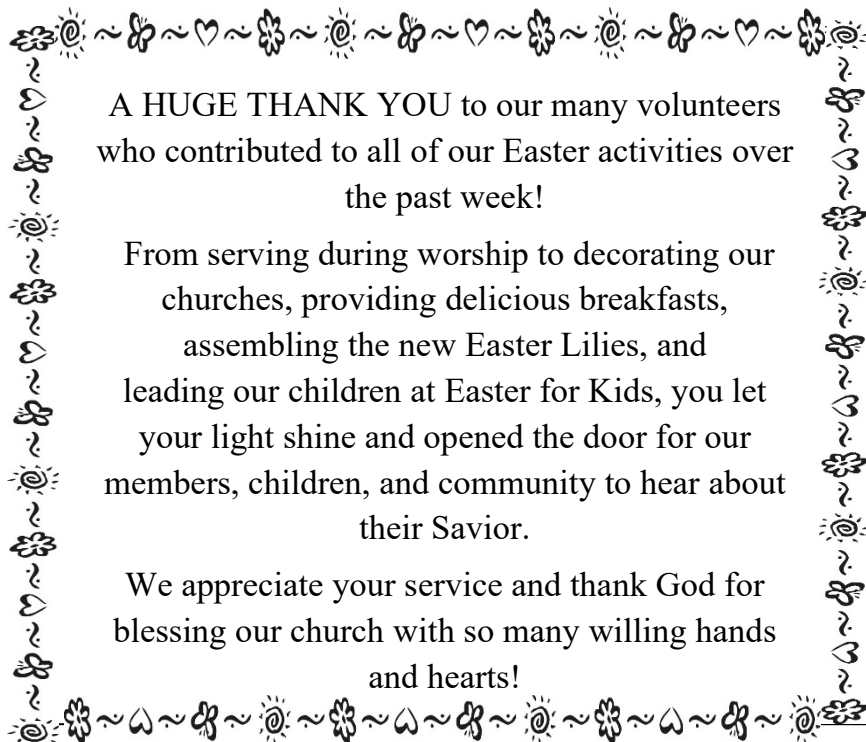 A HUGE THANK YOU to our many volunteers
who contributed to all of our Easter activities over
the past week!
From serving during worship to decorating our
churches, providing delicious breakfasts,
assembling the new Easter Lilies, and
leading our children at Easter for Kids, you let
your light shine and opened the door for our
members, children, and community to hear about
their Savior.
We appreciate your service and thank God for
blessing our church with so many willing hands
and hearts!